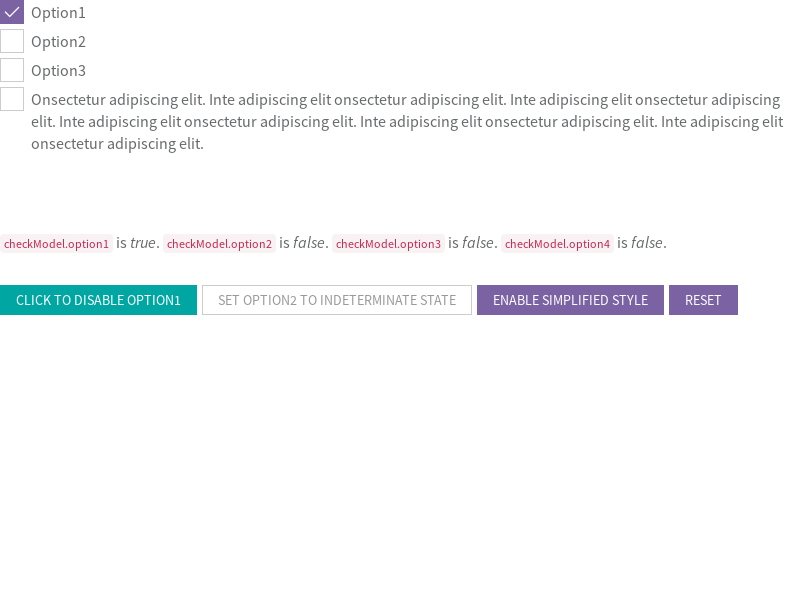 Option1
Option2
Option3
Onsectetur adipiscing elit. Inte adipiscing elit onsectetur adipiscing elit. Inte adipiscing elit onsectetur adipiscing
elit. Inte adipiscing elit onsectetur adipiscing elit. Inte adipiscing elit onsectetur adipiscing elit. Inte adipiscing elit
onsectetur adipiscing elit.
checkModel.option1 is true. checkModel.option2 is false. checkModel.option3 is false. checkModel.option4 is false.
CLICK TO DISABLE OPTION1 SET OPTION2 TO INDETERMINATE STATE ENABLE SIMPLIFIED STYLE RESET